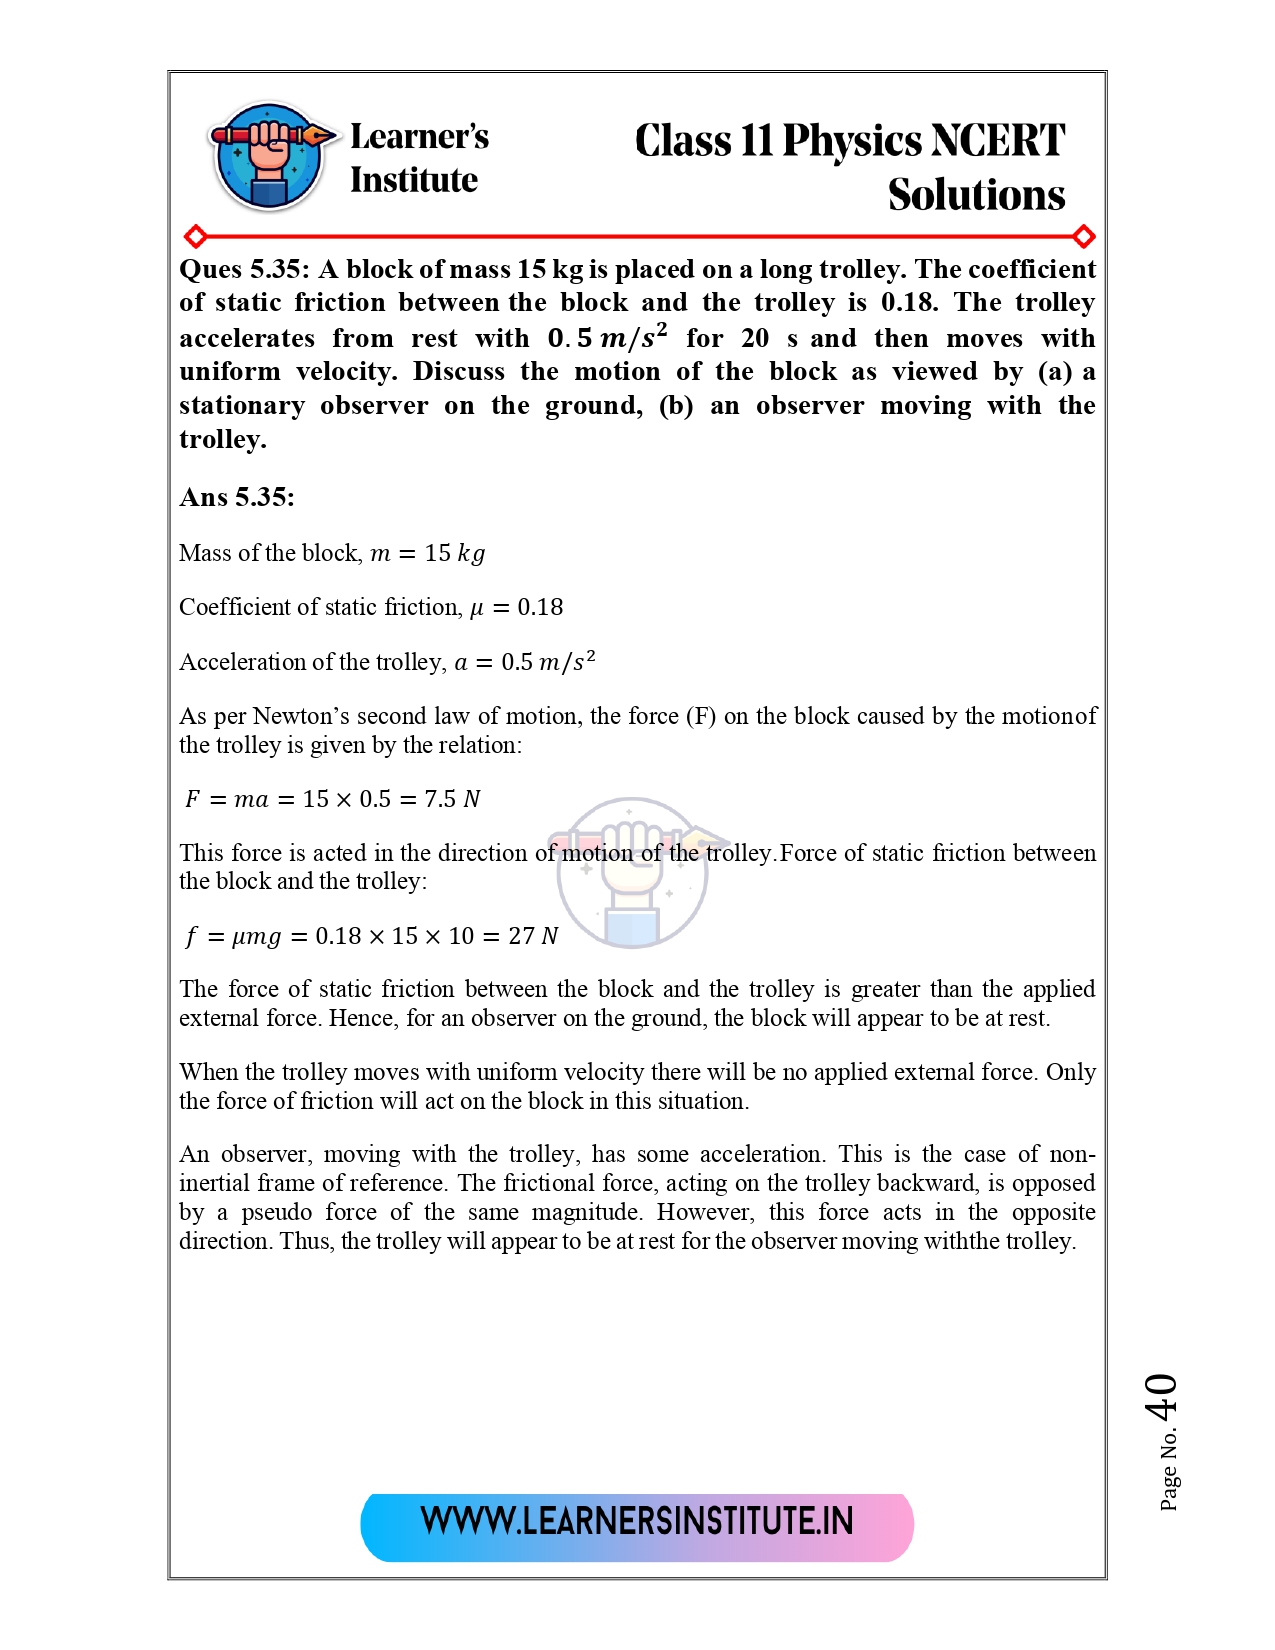 Learner's
Institute
Class 11 Physics NCERT
Solutions
Ques 5.35: A block of mass 15 kg is placed on a long trolley. The coefficient
of static friction between the block and the trolley is 0.18. The trolley
accelerates from rest with 0.5 m/s² for 20 s and then moves with
uniform velocity. Discuss the motion of the block as viewed by (a) a
stationary observer on the ground, (b) an observer moving with the
trolley.
Ans 5.35:
Mass of the block, m = 15 kg
Coefficient of static friction, μ = 0.18
Acceleration of the trolley, a = 0.5 m/s²
As per Newton’s second law of motion, the force (F) on the block caused by the motionof
the trolley is given by the relation:
F = ma = 15 × 0.5 = 7.5 N
This force is acted in the direction of motion of the trolley.Force of static friction between
the block and the trolley:
f = μmg = 0.18 × 15 × 10 = 27 N
The force of static friction between the block and the trolley is greater than the applied
external force. Hence, for an observer on the ground, the block will appear to be at rest.
When the trolley moves with uniform velocity there will be no applied external force. Only
the force of friction will act on the block in this situation.
An observer, moving with the trolley, has some acceleration. This is the case of non-
inertial frame of reference. The frictional force, acting on the trolley backward, is opposed
by a pseudo force of the same magnitude. However, this force acts in the opposite
direction. Thus, the trolley will appear to be at rest for the observer moving withthe trolley.
Page No. 40
WWW.LEARNERSINSTITUTE.IN